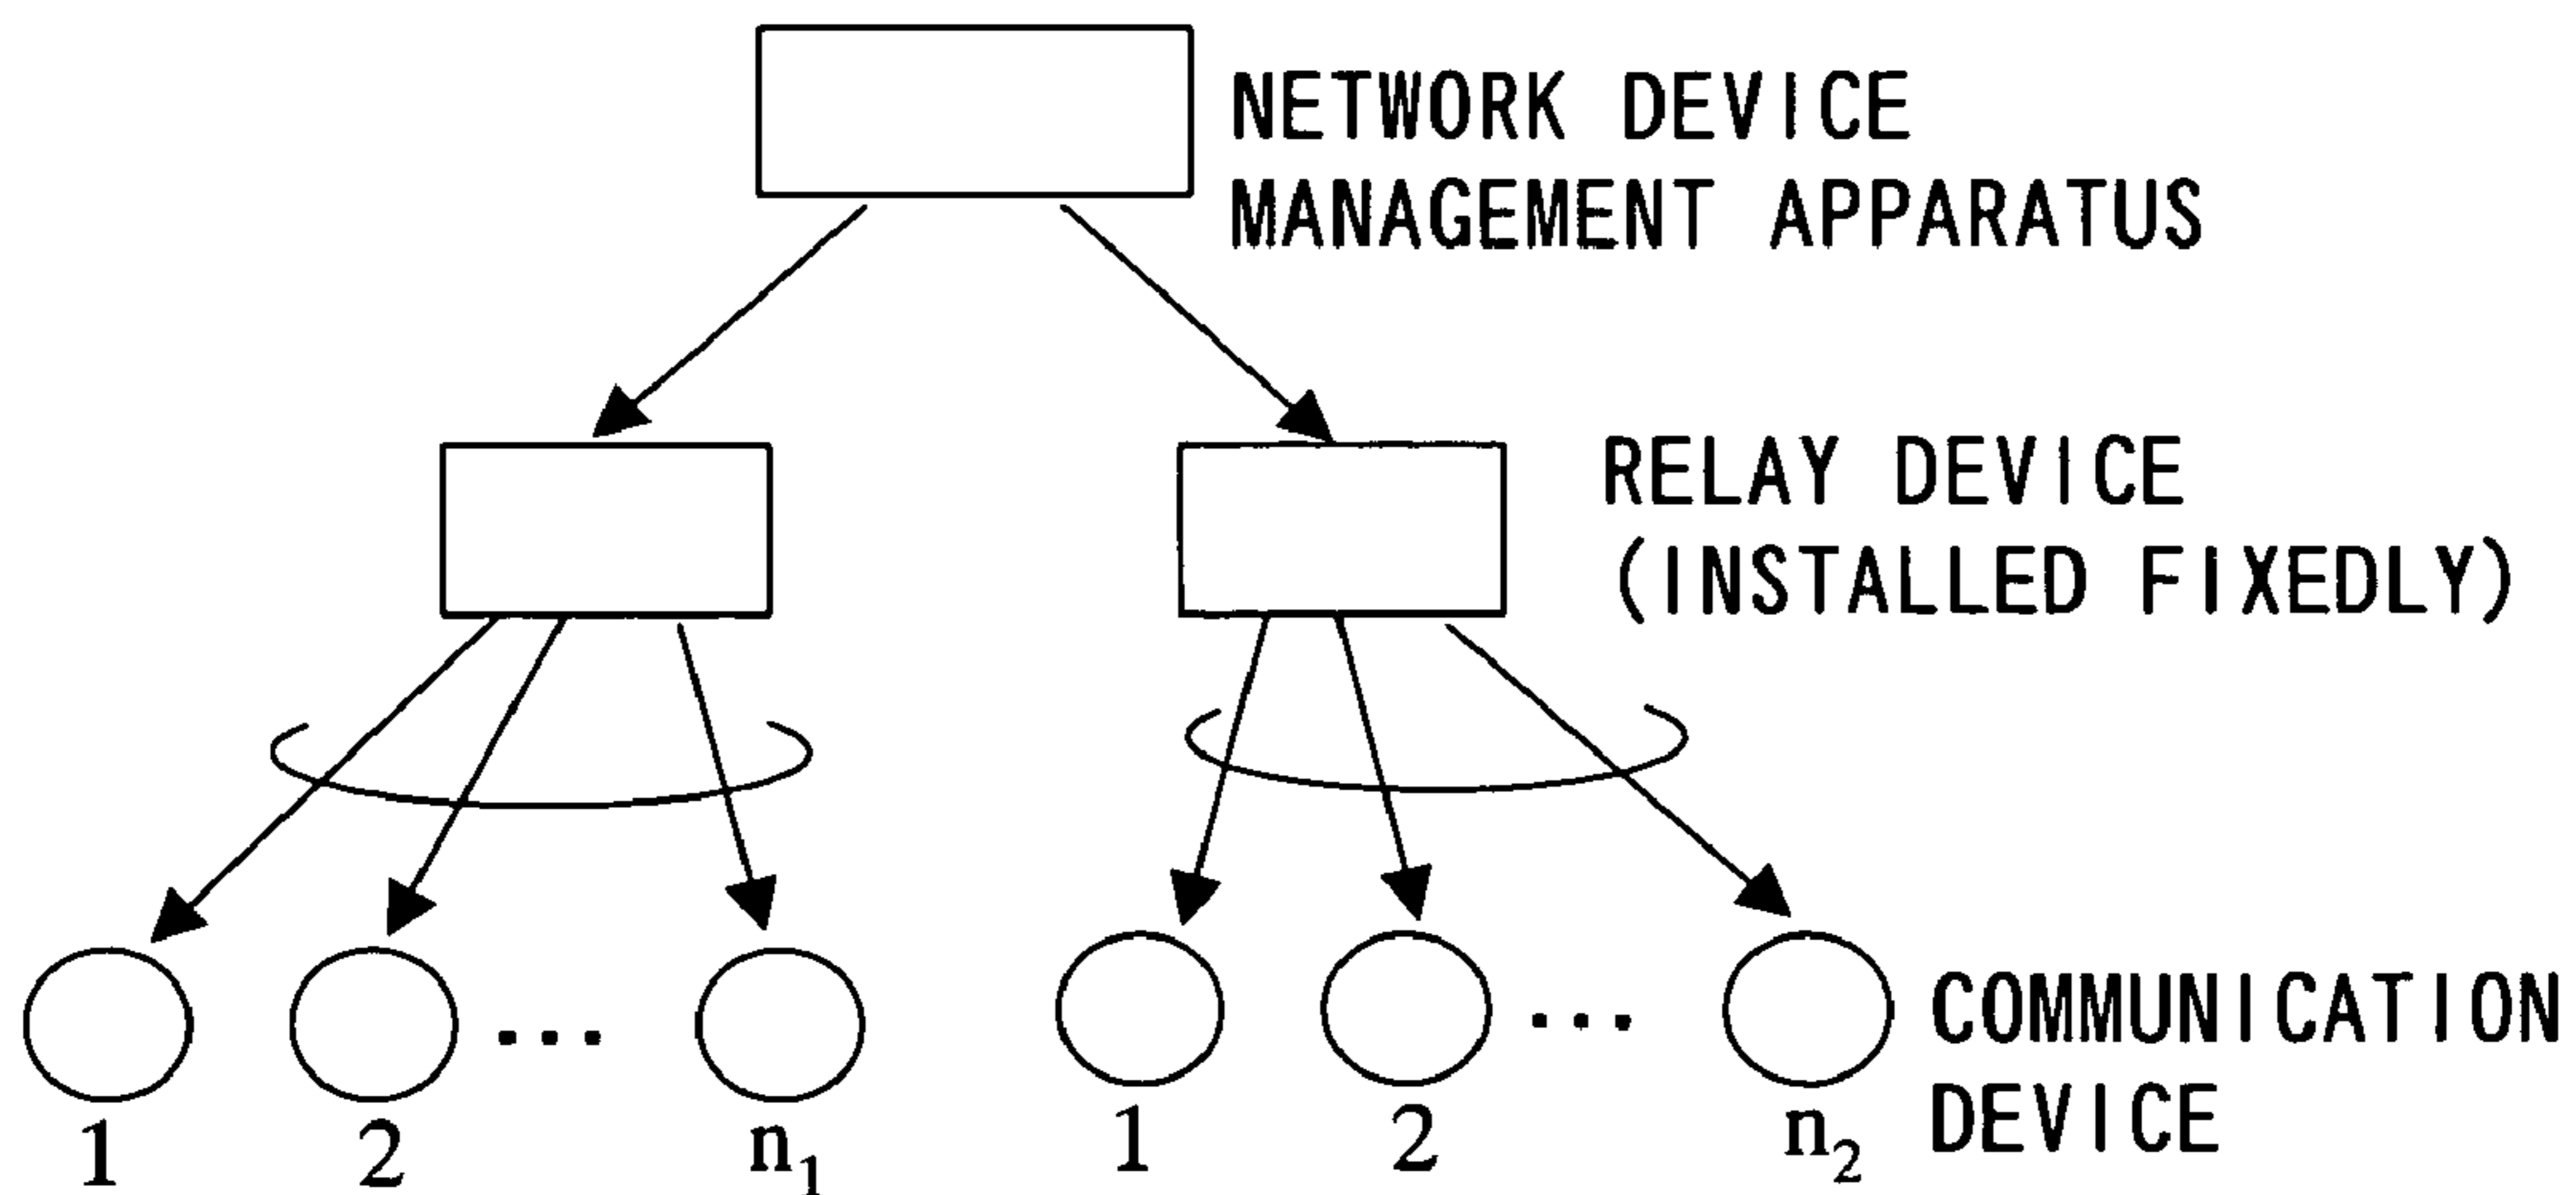 NETWORK DEVICE
MANAGEMENT APPARATUS
RELAY DEVICE
(INSTALLED FIXEDLY)
COMMUNICATION
DEVICE
1 2 ... n₁ 1 2 ... n₂